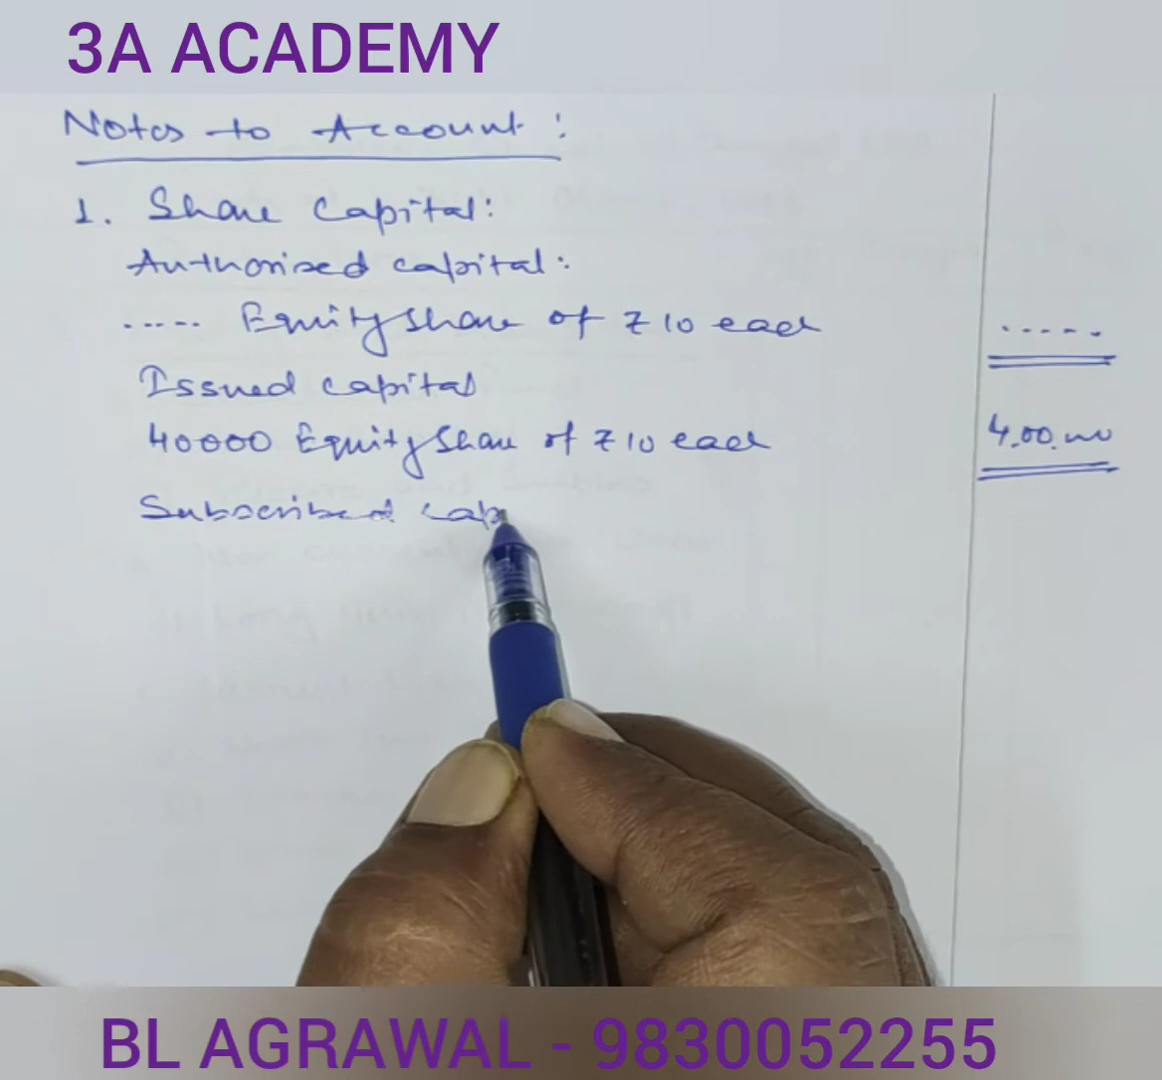 3A ACADEMY
Notes to Account :
1. Share Capital:
Authorised capital:
..... Equity share of ₹10 each .....
Issued capital
40000 Equity Share of ₹10 each 4,00,000
Subscribed cap
BL AGRAWAL - 9830052255